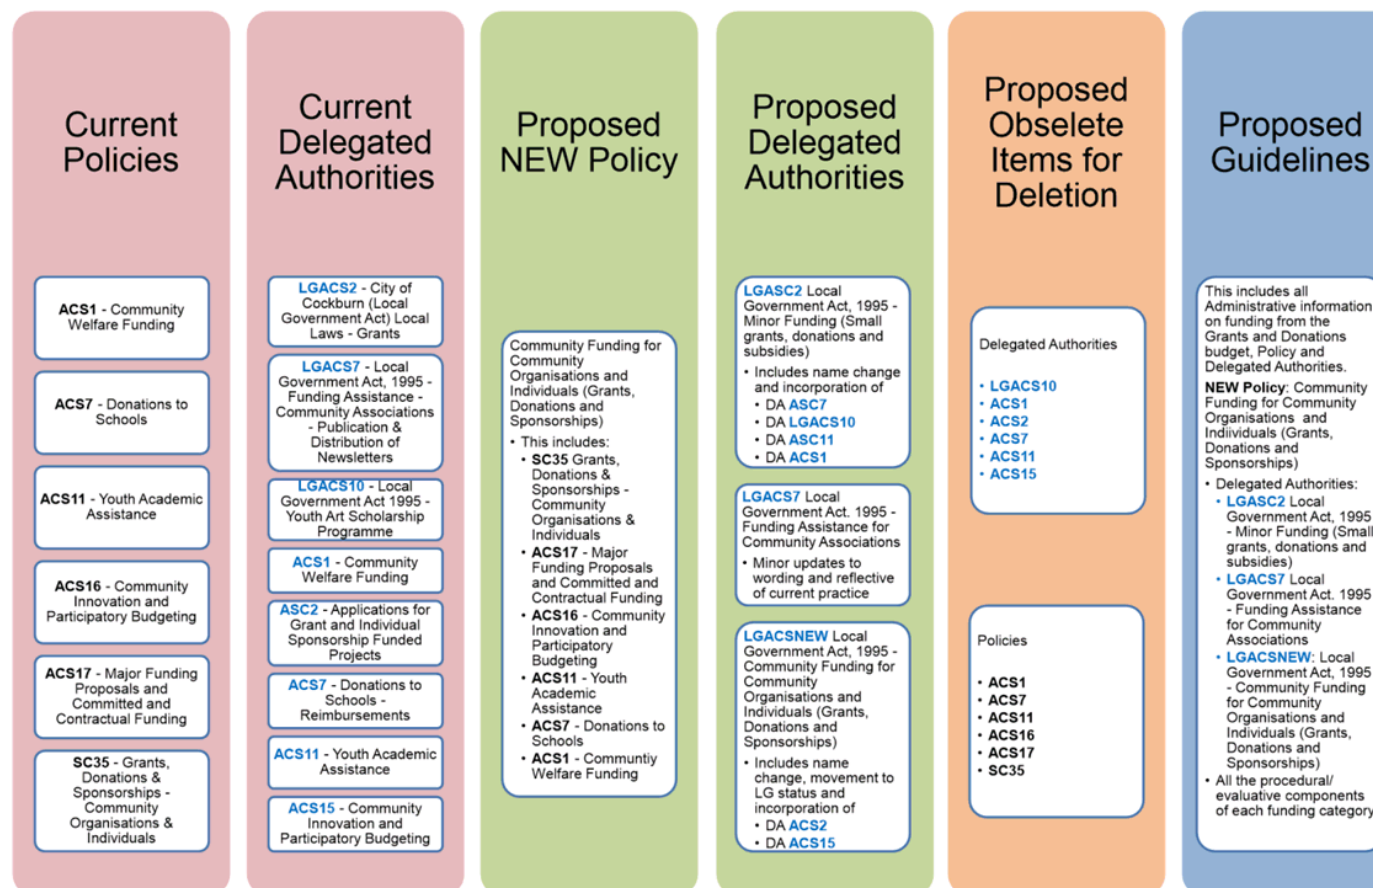 Current
Policies
ACS1 - Community
Welfare Funding
ACS7 - Donations to
Schools
ACS11 - Youth Academic
Assistance
ACS16 - Community
Innovation and
Participatory Budgeting
ACS17 - Major Funding
Proposals and
Committed and
Contractual Funding
SC35 - Grants,
Donations &
Sponsorships -
Community
Organisations &
Individuals
Current
Delegated
Authorities
LGACS2 - City of
Cockburn (Local
Government Act) Local
Laws - Grants
LGACS7 - Local
Government Act, 1995 -
Funding Assistance -
Community Associations
- Publication &
Distribution of
Newsletters
LGACS10 - Local
Government Act 1995 -
Youth Art Scholarship
Programme
ACS1 - Community
Welfare Funding
ASC2 - Applications for
Grant and Individual
Sponsorship Funded
Projects
ACS7 - Donations to
Schools -
Reimbursements
ACS11 - Youth Academic
Assistance
ACS15 - Community
Innovation and
Participatory Budgeting
Proposed
NEW Policy
Community Funding for
Community
Organisations and
Individuals (Grants,
Donations and
Sponsorships)
• This includes:
• SC35 Grants,
Donations &
Sponsorships -
Community
Organisations &
Individuals
• ACS17 - Major
Funding Proposals
and Committed and
Contractual Funding
• ACS16 - Community
Innovation and
Participatory
Budgeting
• ACS11 - Youth
Academic
Assistance
• ACS7 - Donations to
Schools
• ACS1 - Communtiy
Welfare Funding
Proposed
Delegated
Authorities
LGASC2 Local
Government Act, 1995 -
Minor Funding (Small
grants, donations and
subsidies)
• Includes name change
and incorporation of
• DA ASC7
• DA LGACS10
• DA ASC11
• DA ACS1
LGACS7 Local
Government Act. 1995 -
Funding Assistance for
Community Associations
• Minor updates to
wording and reflective
of current practice
LGACSNEW Local
Government Act, 1995 -
Community Funding for
Community
Organisations and
Individuals (Grants,
Donations and
Sponsorships)
• Includes name
change, movement to
LG status and
incorporation of
• DA ACS2
• DA ACS15
Proposed
Obselete
Items for
Deletion
Delegated Authorities
• LGACS10
• ACS1
• ACS2
• ACS7
• ACS11
• ACS15
Policies
• ACS1
• ACS7
• ACS11
• ACS16
• ACS17
• SC35
Proposed
Guidelines
This includes all
Administrative information
on funding from the
Grants and Donations
budget, Policy and
Delegated Authorities.
NEW Policy: Community
Funding for Community
Organisations and
Indiividuals (Grants,
Donations and
Sponsorships)
• Delegated Authorities:
• LGASC2 Local
Government Act, 1995
- Minor Funding (Small
grants, donations and
subsidies)
• LGACS7 Local
Government Act. 1995
- Funding Assistance
for Community
Associations
• LGACSNEW: Local
Government Act, 1995
- Community Funding
for Community
Organisations and
Individuals (Grants,
Donations and
Sponsorships)
• All the procedural/
evaluative components
of each funding category